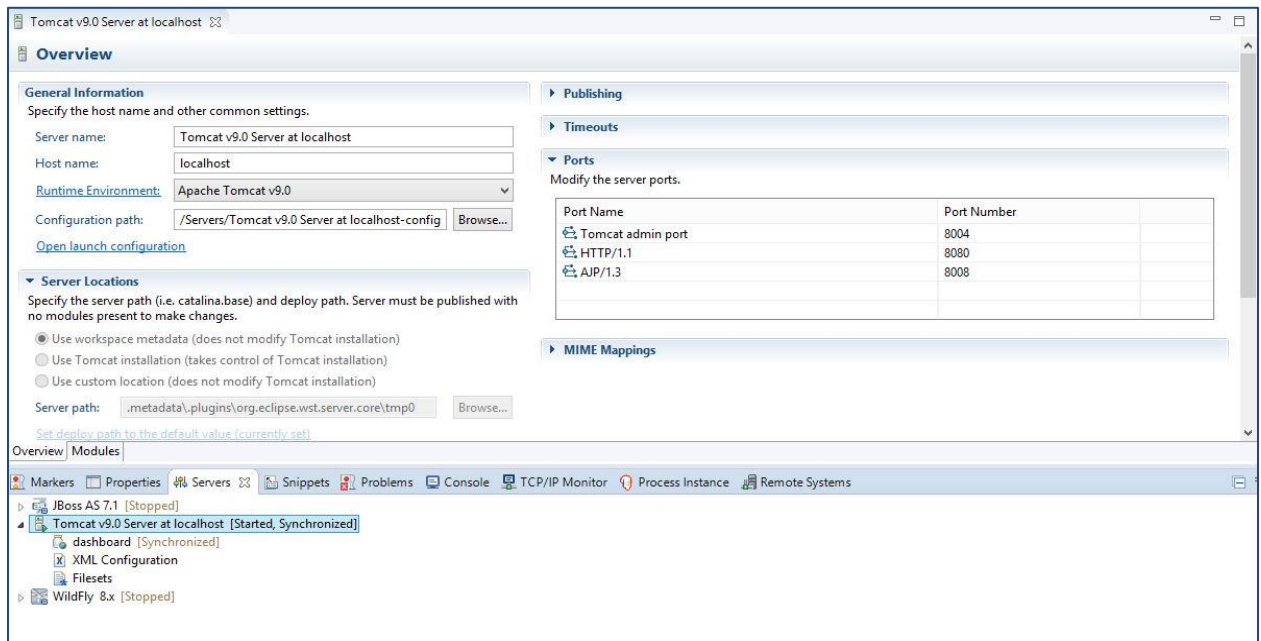 Tomcat v9.0 Server at localhost
Overview
General Information
Specify the host name and other common settings.
Server name: Tomcat v9.0 Server at localhost
Host name: localhost
Runtime Environment: Apache Tomcat v9.0
Configuration path: /Servers/Tomcat v9.0 Server at localhost-config Browse...
Open launch configuration
Server Locations
Specify the server path (i.e. catalina.base) and deploy path. Server must be published with
no modules present to make changes.
Use workspace metadata (does not modify Tomcat installation)
Use Tomcat installation (takes control of Tomcat installation)
Use custom location (does not modify Tomcat installation)
Server path: .metadata\.plugins\org.eclipse.wst.server.core\tmp0 Browse...
Set deploy path to the default value (currently set)
Publishing
Timeouts
Ports
Modify the server ports.
Port Name Port Number
Tomcat admin port 8004
HTTP/1.1 8080
AJP/1.3 8008
MIME Mappings
Overview Modules
Markers Properties Servers Snippets Problems Console TCP/IP Monitor Process Instance Remote Systems
JBoss AS 7.1 [Stopped]
Tomcat v9.0 Server at localhost [Started, Synchronized]
dashboard [Synchronized]
XML Configuration
Filesets
WildFly 8.x [Stopped]